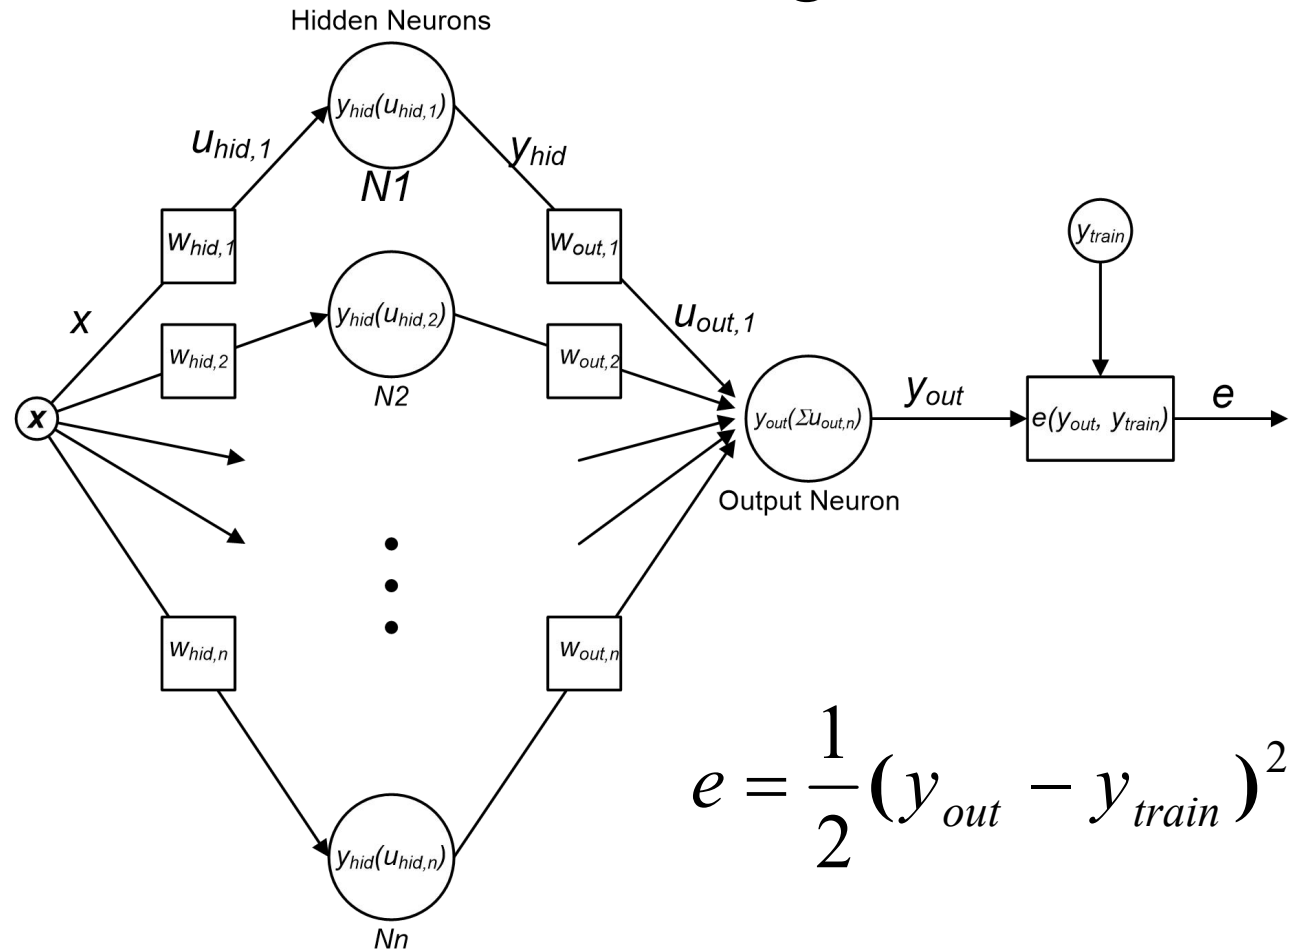 Hidden Neurons
y_hid(u_hid,1)
u_hid,1
y_hid
N1
w_hid,1
w_out,1
y_train
x
u_out,1
y_hid(u_hid,2)
w_hid,2
w_out,2
N2
x
y_out(Σu_out,n)
y_out
e(y_out, y_train)
e
Output Neuron
w_hid,n
w_out,n
e = 1/2 (y_out − y_train)^2
y_hid(u_hid,n)
Nn